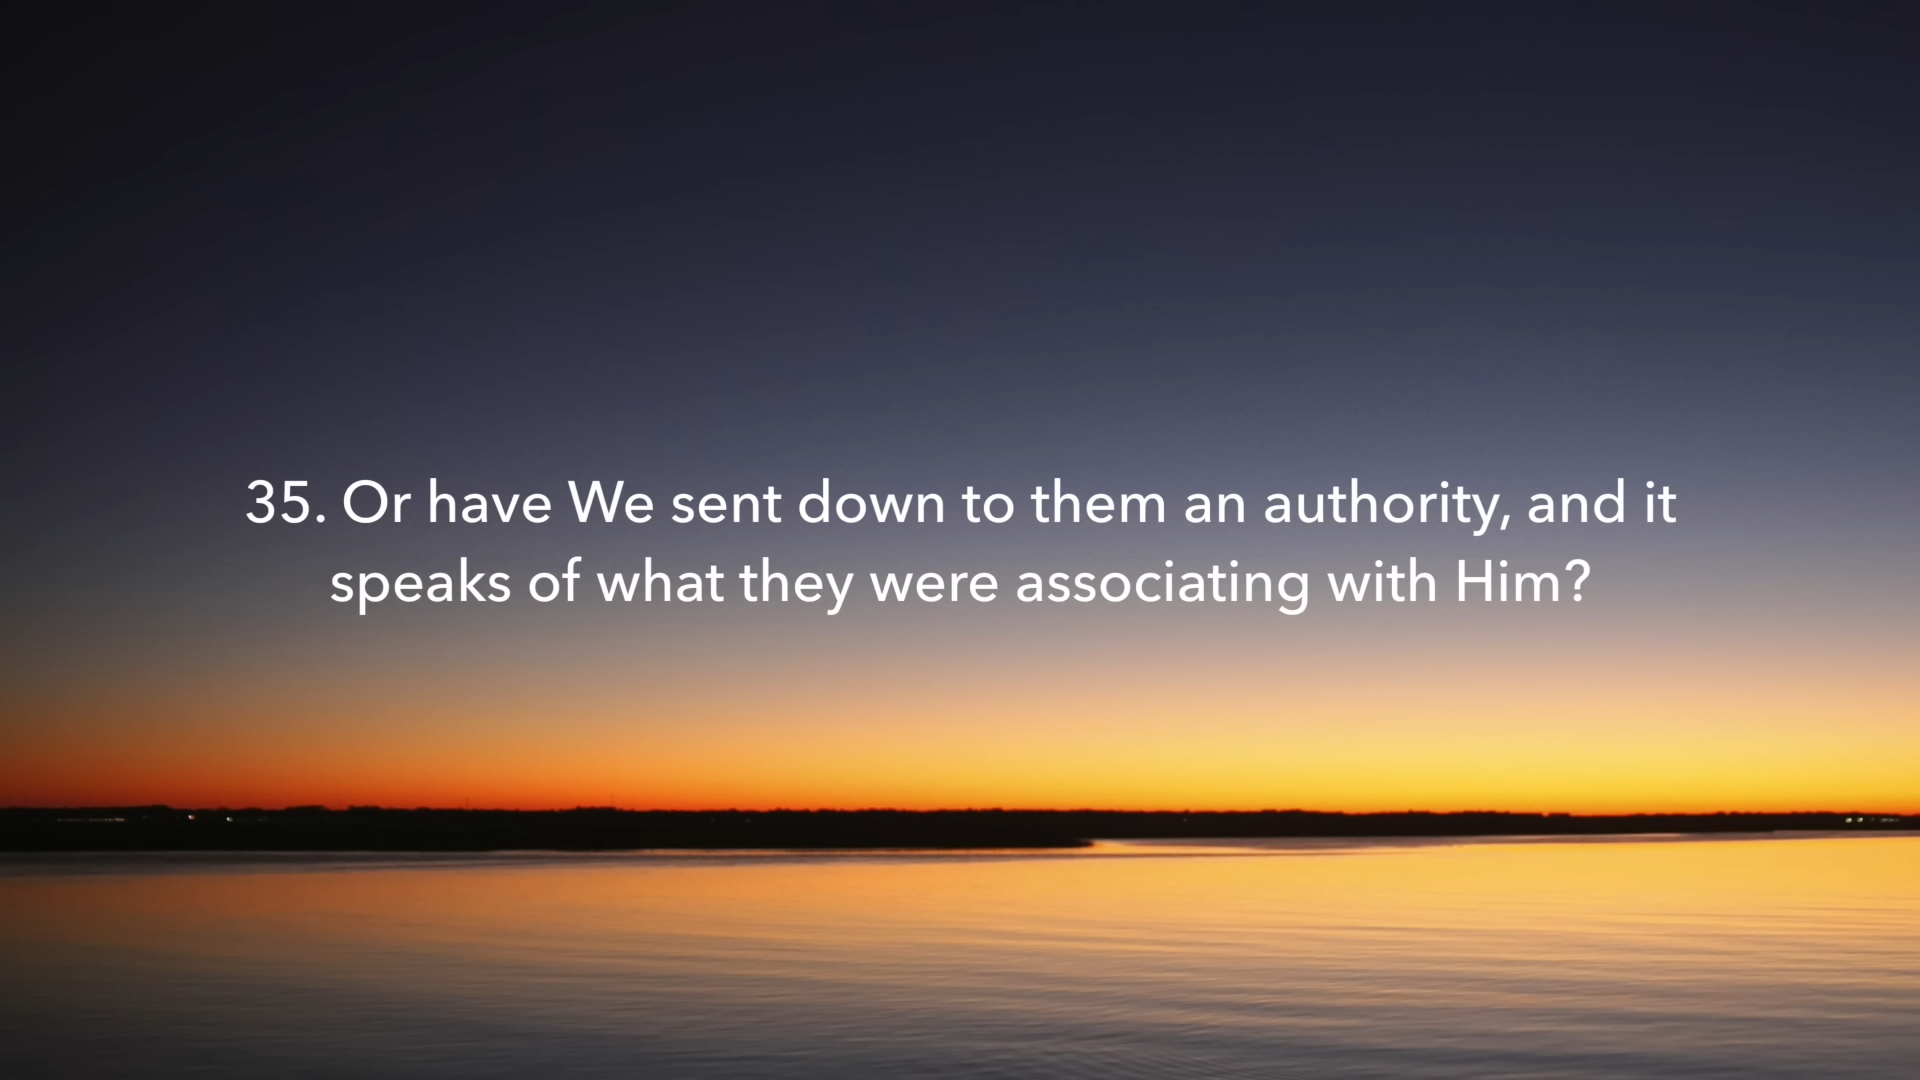 35. Or have We sent down to them an authority, and it
speaks of what they were associating with Him?